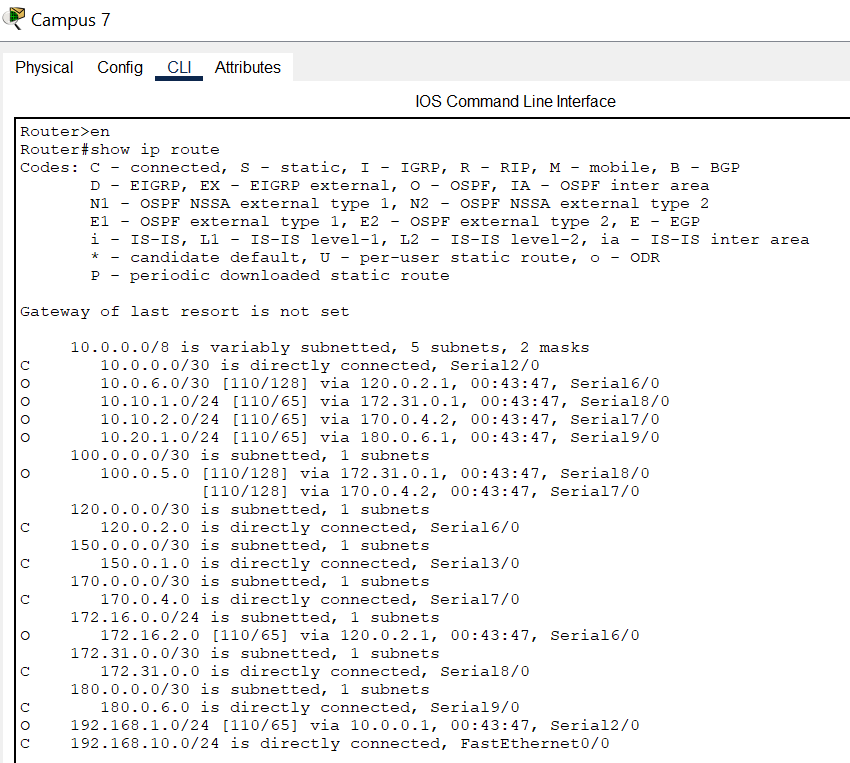 Campus 7
Physical Config CLI Attributes
IOS Command Line Interface
Router>en
Router#show ip route
Codes: C - connected, S - static, I - IGRP, R - RIP, M - mobile, B - BGP
       D - EIGRP, EX - EIGRP external, O - OSPF, IA - OSPF inter area
       N1 - OSPF NSSA external type 1, N2 - OSPF NSSA external type 2
       E1 - OSPF external type 1, E2 - OSPF external type 2, E - EGP
       i - IS-IS, L1 - IS-IS level-1, L2 - IS-IS level-2, ia - IS-IS inter area
       * - candidate default, U - per-user static route, o - ODR
       P - periodic downloaded static route
Gateway of last resort is not set
     10.0.0.0/8 is variably subnetted, 5 subnets, 2 masks
C       10.0.0.0/30 is directly connected, Serial2/0
O       10.0.6.0/30 [110/128] via 120.0.2.1, 00:43:47, Serial6/0
O       10.10.1.0/24 [110/65] via 172.31.0.1, 00:43:47, Serial8/0
O       10.10.2.0/24 [110/65] via 170.0.4.2, 00:43:47, Serial7/0
O       10.20.1.0/24 [110/65] via 180.0.6.1, 00:43:47, Serial9/0
     100.0.0.0/30 is subnetted, 1 subnets
O       100.0.5.0 [110/128] via 172.31.0.1, 00:43:47, Serial8/0
                  [110/128] via 170.0.4.2, 00:43:47, Serial7/0
     120.0.0.0/30 is subnetted, 1 subnets
C       120.0.2.0 is directly connected, Serial6/0
     150.0.0.0/30 is subnetted, 1 subnets
C       150.0.1.0 is directly connected, Serial3/0
     170.0.0.0/30 is subnetted, 1 subnets
C       170.0.4.0 is directly connected, Serial7/0
     172.16.0.0/24 is subnetted, 1 subnets
O       172.16.2.0 [110/65] via 120.0.2.1, 00:43:47, Serial6/0
     172.31.0.0/30 is subnetted, 1 subnets
C       172.31.0.0 is directly connected, Serial8/0
     180.0.0.0/30 is subnetted, 1 subnets
C       180.0.6.0 is directly connected, Serial9/0
O    192.168.1.0/24 [110/65] via 10.0.0.1, 00:43:47, Serial2/0
C    192.168.10.0/24 is directly connected, FastEthernet0/0